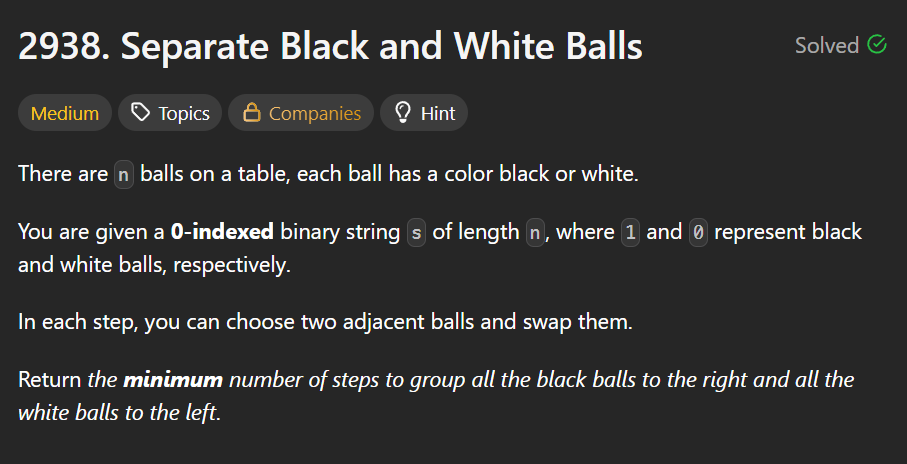 2938. Separate Black and White Balls
Solved
Medium
Topics
Companies
Hint
There are n balls on a table, each ball has a color black or white.
You are given a 0-indexed binary string s of length n, where 1 and 0 represent black
and white balls, respectively.
In each step, you can choose two adjacent balls and swap them.
Return the minimum number of steps to group all the black balls to the right and all the
white balls to the left.